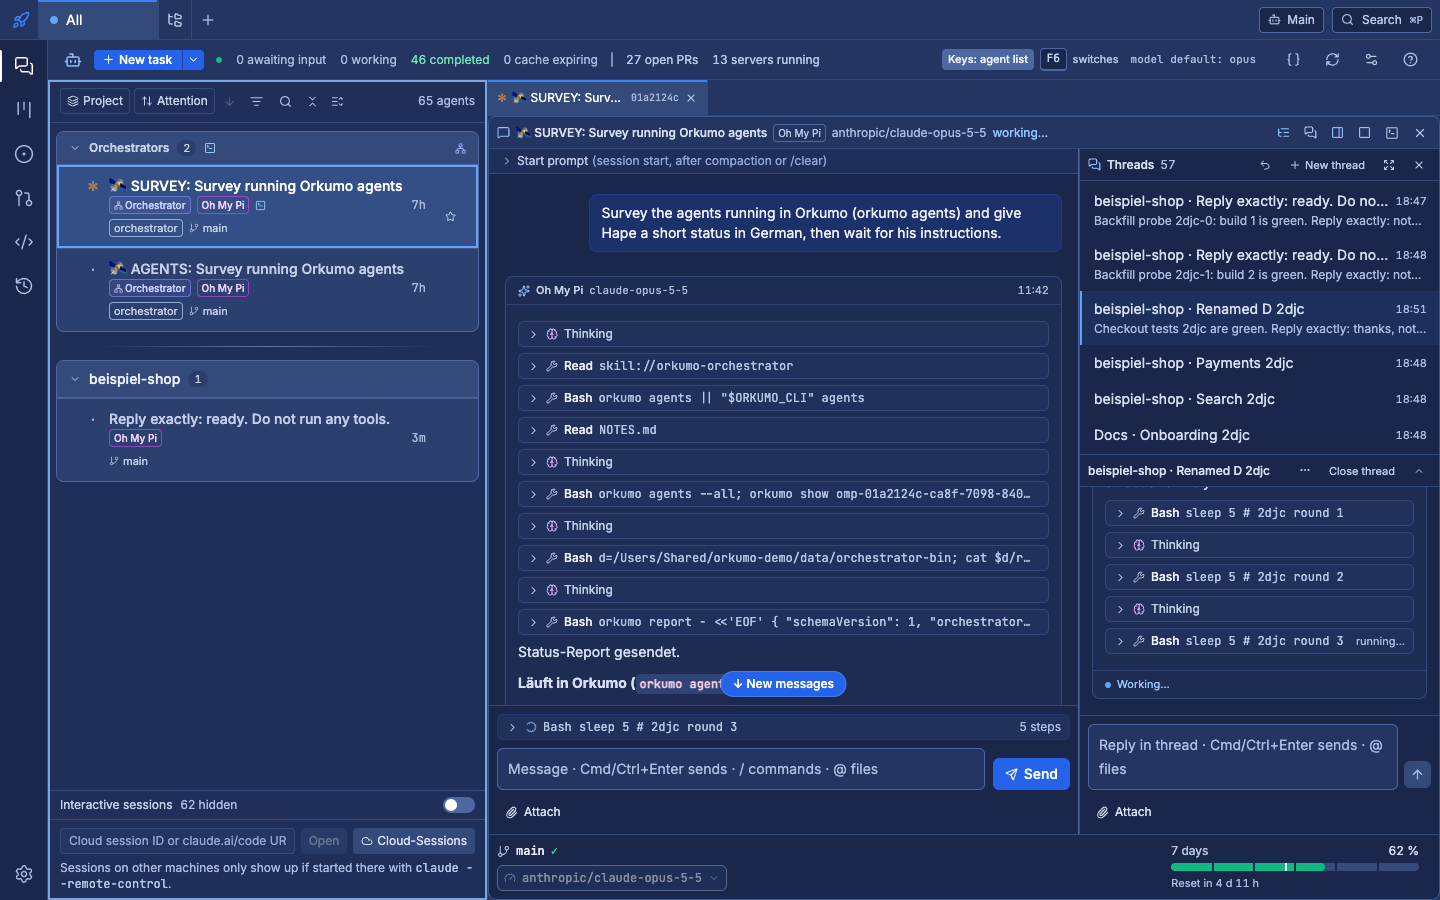 All
Main
Search ⌘P
+ New task
0 awaiting input
0 working
46 completed
0 cache expiring
27 open PRs
13 servers running
Keys: agent list
F6
switches
model default: opus
Project
Attention
65 agents
Orchestrators 2
SURVEY: Survey running Orkumo agents
Orchestrator
Oh My Pi
7h
orchestrator
main
AGENTS: Survey running Orkumo agents
Orchestrator
Oh My Pi
7h
orchestrator
main
beispiel-shop 1
Reply exactly: ready. Do not run any tools.
Oh My Pi
3m
main
Interactive sessions 62 hidden
Cloud session ID or claude.ai/code UR
Open
Cloud-Sessions
Sessions on other machines only show up if started there with claude -
-remote-control.
SURVEY: Surv... 01a2124c
SURVEY: Survey running Orkumo agents Oh My Pi anthropic/claude-opus-5-5 working...
Start prompt (session start, after compaction or /clear)
Survey the agents running in Orkumo (orkumo agents) and give
Hape a short status in German, then wait for his instructions.
Oh My Pi claude-opus-5-5 11:42
Thinking
Read skill://orkumo-orchestrator
Bash orkumo agents || "$ORKUMO_CLI" agents
Read NOTES.md
Thinking
Bash orkumo agents --all; orkumo show omp-01a2124c-ca8f-7098-840…
Thinking
Bash d=/Users/Shared/orkumo-demo/data/orchestrator-bin; cat $d/r…
Thinking
Bash orkumo report - <<'EOF' { "schemaVersion": 1, "orchestrator…
Status-Report gesendet.
Läuft in Orkumo (orkumo agent
↓ New messages
Bash sleep 5 # 2djc round 3 5 steps
Message · Cmd/Ctrl+Enter sends · / commands · @ files
Send
Attach
main ✓
anthropic/claude-opus-5-5
Threads 57
+ New thread
beispiel-shop · Reply exactly: ready. Do no... 18:47
Backfill probe 2djc-0: build 1 is green. Reply exactly: not...
beispiel-shop · Reply exactly: ready. Do no... 18:48
Backfill probe 2djc-1: build 2 is green. Reply exactly: not...
beispiel-shop · Renamed D 2djc 18:51
Checkout tests 2djc are green. Reply exactly: thanks, not...
beispiel-shop · Payments 2djc 18:48
beispiel-shop · Search 2djc 18:48
Docs · Onboarding 2djc 18:48
beispiel-shop · Renamed D 2djc ··· Close thread
Bash sleep 5 # 2djc round 1
Thinking
Bash sleep 5 # 2djc round 2
Thinking
Bash sleep 5 # 2djc round 3 running...
Working...
Reply in thread · Cmd/Ctrl+Enter sends · @
files
Attach
7 days 62 %
Reset in 4 d 11 h